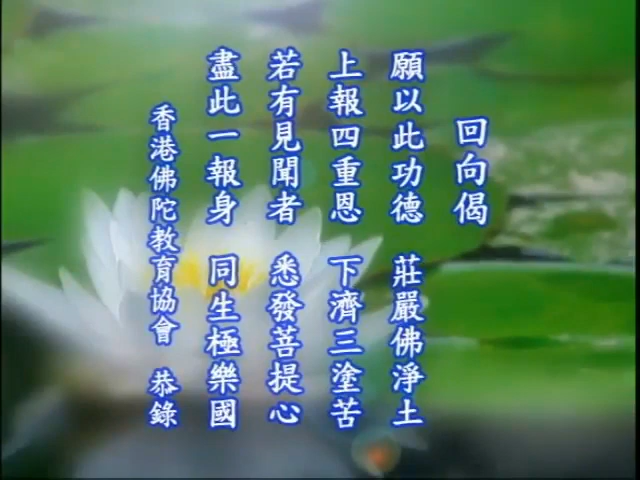 回向偈
願以此功德　莊嚴佛淨土
上報四重恩　下濟三塗苦
若有見聞者　悉發菩提心
盡此一報身　同生極樂國
香港佛陀教育協會　恭錄